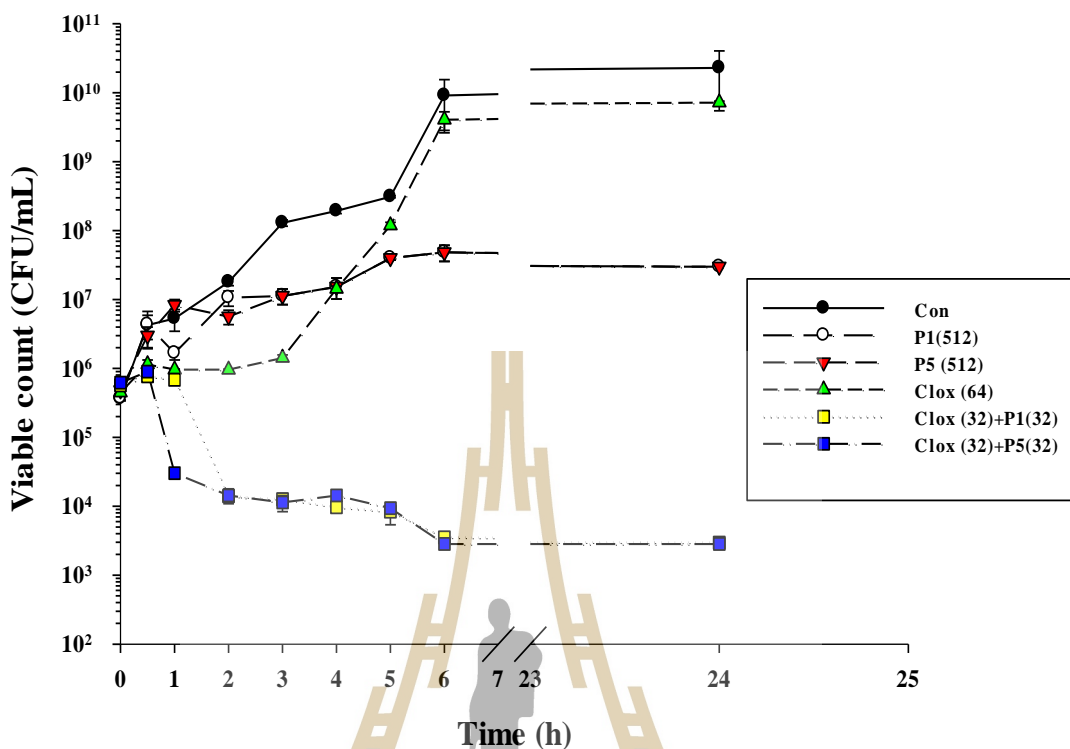 Viable count (CFU/mL)
10¹¹
10¹⁰
10⁹
10⁸
10⁷
10⁶
10⁵
10⁴
10³
10²
0 1 2 3 4 5 6 7 23 24 25
Time (h)
Con
P1(512)
P5 (512)
Clox (64)
Clox (32)+P1(32)
Clox (32)+P5(32)